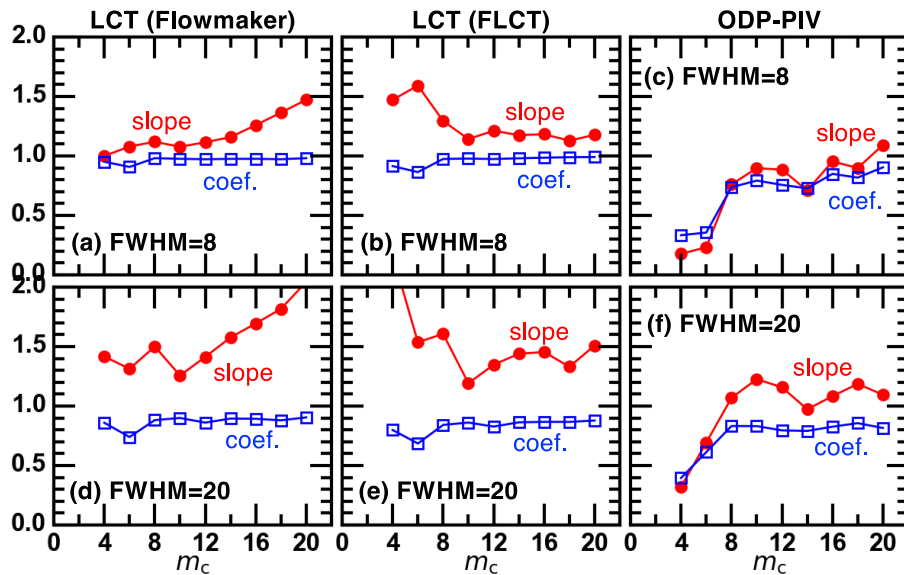 LCT (Flowmaker) LCT (FLCT) ODP-PIV
2.0
(c) FWHM=8
1.5
slope
slope
slope
1.0
coef.
coef.
coef.
0.5
(a) FWHM=8
(b) FWHM=8
0.0
2.0
(f) FWHM=20
1.5
slope
slope
slope
1.0
coef.
coef.
coef.
0.5
(d) FWHM=20
(e) FWHM=20
0.0
0 4 8 12 16 20 0 4 8 12 16 20 0 4 8 12 16 20
mc mc mc